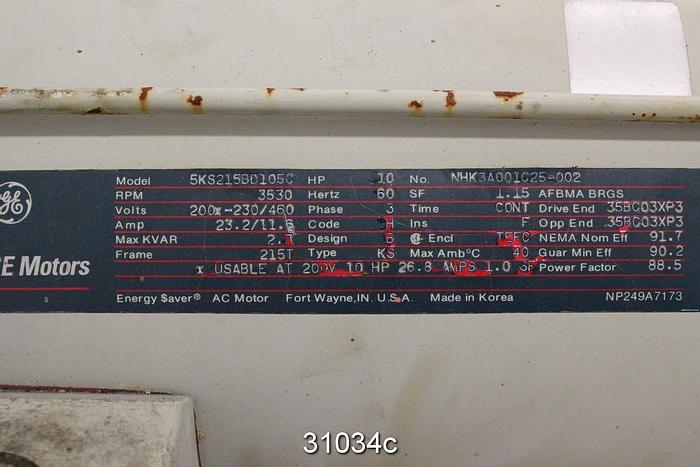 Model 5KS215BD105C HP 10 No. NHK3A001C25-002
RPM 3530 Hertz 60 SF 1.15 AFBMA BRGS
Volts 200x-230/460 Phase 3 Time CONT Drive End 35BC03XP3
Amp 23.2/11.6 Code H Ins F Opp End 35BC03XP3
Max KVAR Design B Encl TEFC NEMA Nom Eff 91.7
Frame 215T Type KS Max Amb°C 40 Guar Min Eff 90.2
x USABLE AT 200V 10 HP 26.8 AMPS 1.0 SF Power Factor 88.5
GE
E Motors
Energy $aver® AC Motor Fort Wayne,IN. U.S.A. Made in Korea NP249A7173
31034c